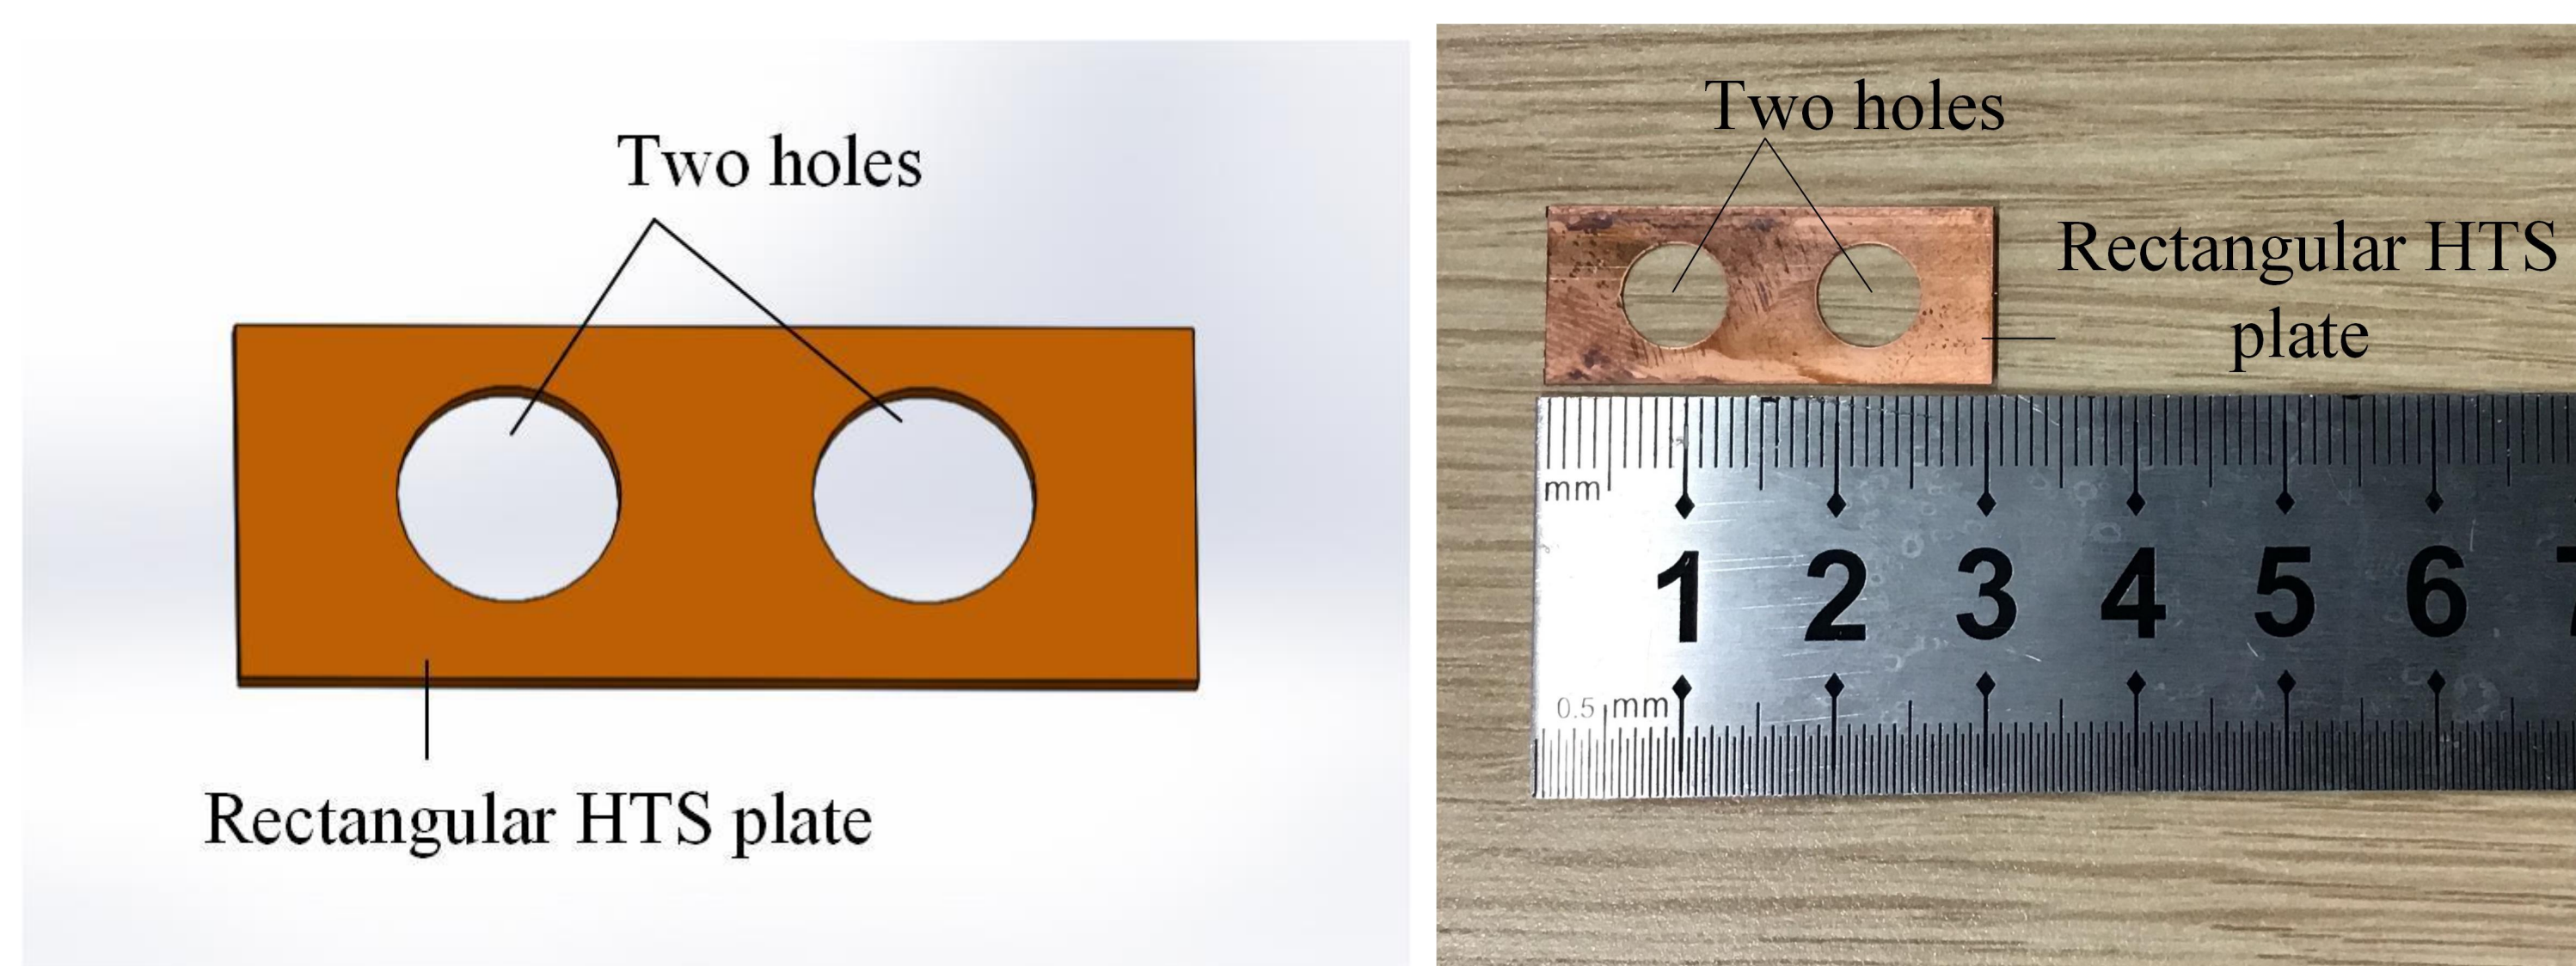 Two holes
Rectangular HTS plate
Two holes
Rectangular HTS
plate
mm
1 2 3 4 5 6
0.5 mm